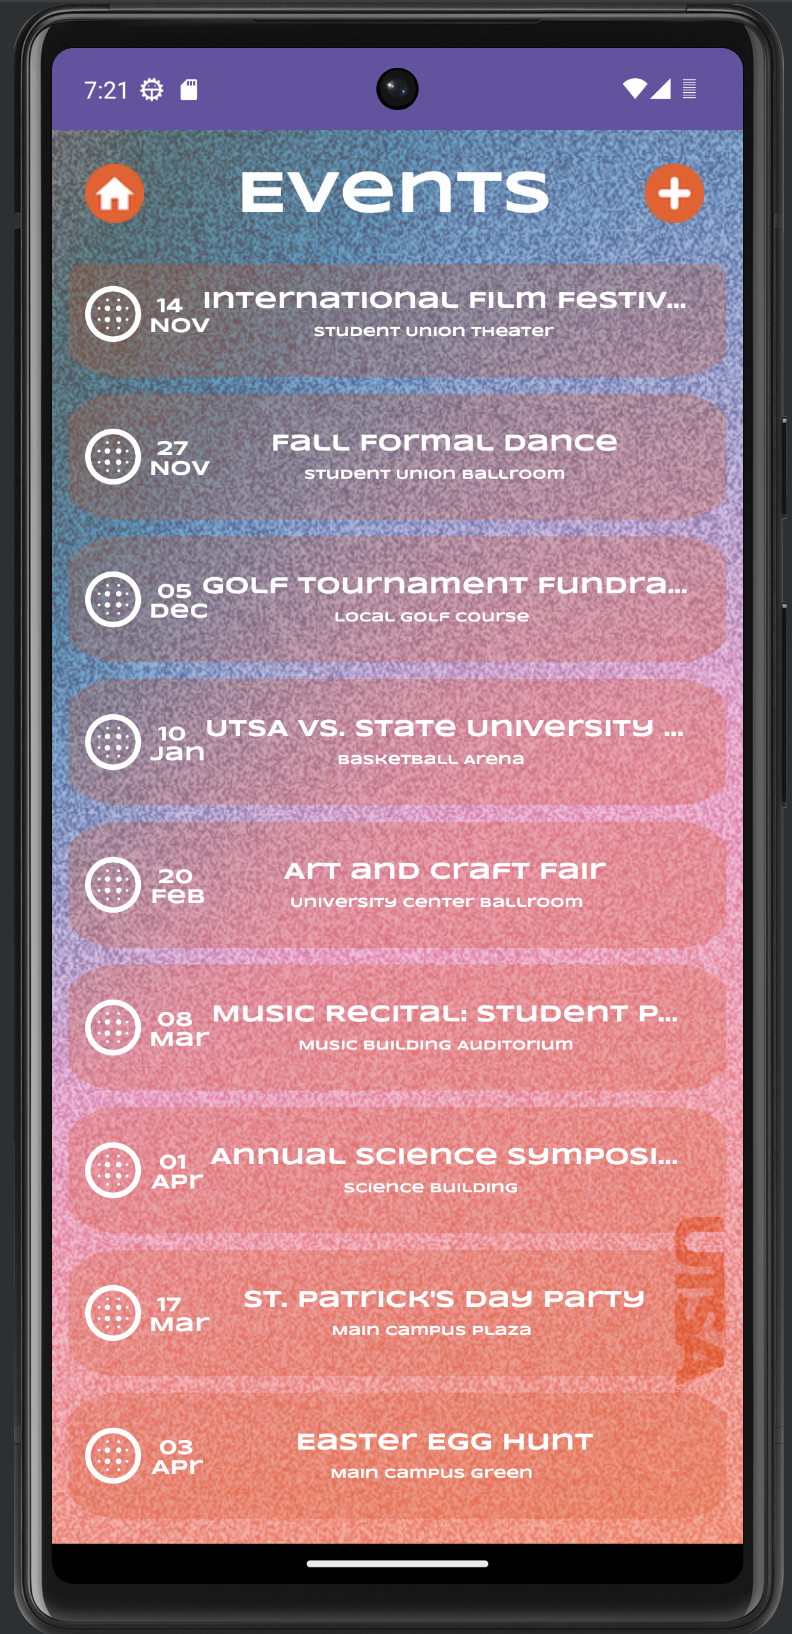 7:21
Events
14 International Film Festiv...
NOV Student Union Theater
27 Fall Formal Dance
NOV Student Union Ballroom
05 Golf Tournament Fundra...
Dec Local Golf Course
10 UTSA vs. State University ...
Jan Basketball Arena
20 Art and Craft Fair
Feb University Center Ballroom
08 Music Recital: Student P...
Mar Music Building Auditorium
01 Annual Science Symposi...
Apr Science Building
17 St. Patrick's Day Party
Mar Main Campus Plaza
03 Easter Egg Hunt
Apr Main Campus Green
UTSA